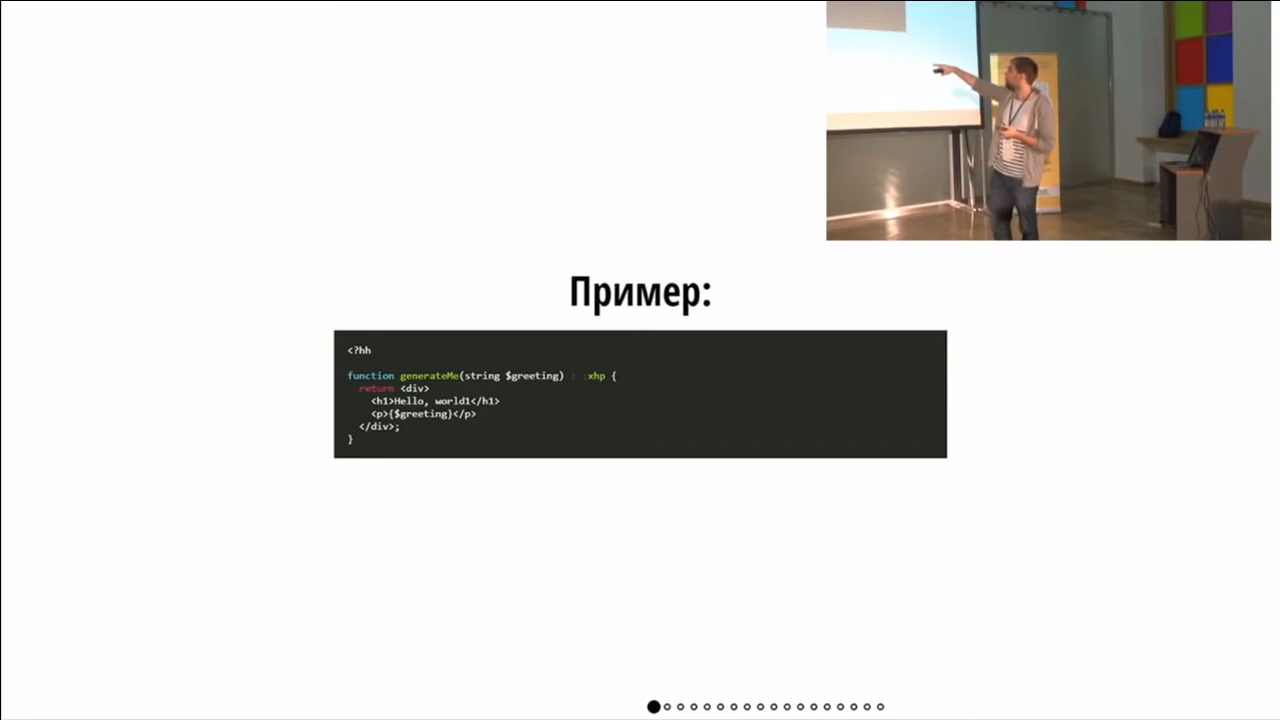 Пример:
<?hh
function generateMe(string $greeting) : :xhp {
return <div>
<h1>Hello, world1</h1>
<p>{$greeting}</p>
</div>;
}